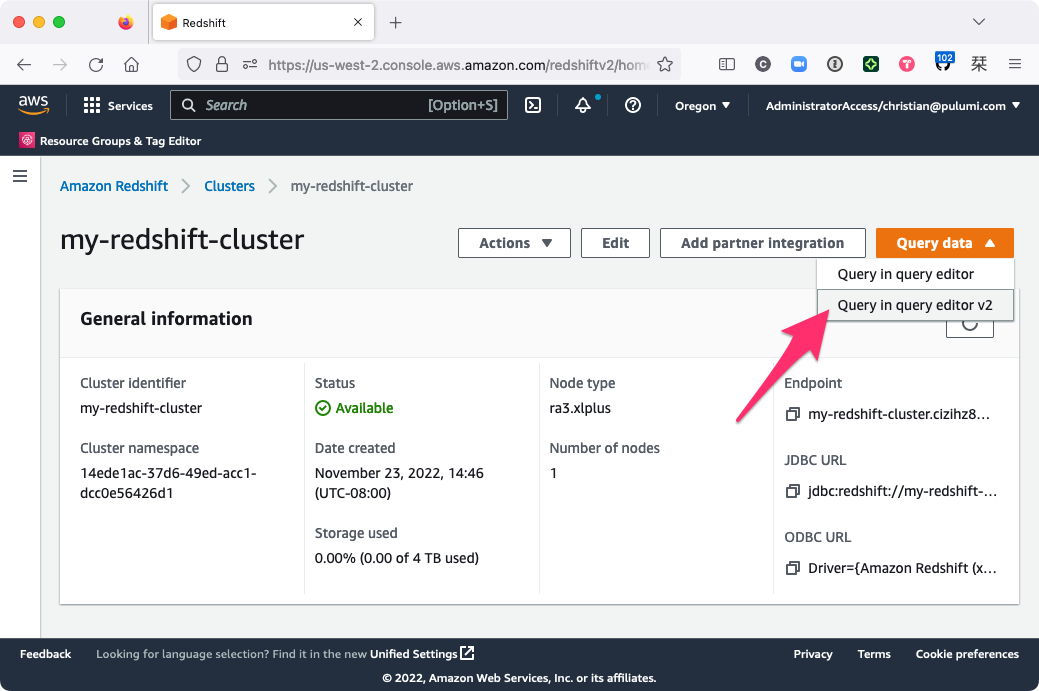 Redshift
https://us-west-2.console.aws.amazon.com/redshiftv2/home
102
栞
aws
Services
Search
[Option+S]
Oregon ▼
AdministratorAccess/christian@pulumi.com ▼
Resource Groups & Tag Editor
Amazon Redshift > Clusters > my-redshift-cluster
my-redshift-cluster
Actions ▼
Edit
Add partner integration
Query data ▲
Query in query editor
Query in query editor v2
General information
Cluster identifier
my-redshift-cluster
Cluster namespace
14ede1ac-37d6-49ed-acc1-
dcc0e56426d1
Status
Available
Date created
November 23, 2022, 14:46
(UTC-08:00)
Storage used
0.00% (0.00 of 4 TB used)
Node type
ra3.xlplus
Number of nodes
1
Endpoint
my-redshift-cluster.cizihz8...
JDBC URL
jdbc:redshift://my-redshift-...
ODBC URL
Driver={Amazon Redshift (x...
Feedback
Looking for language selection? Find it in the new Unified Settings
Privacy
Terms
Cookie preferences
© 2022, Amazon Web Services, Inc. or its affiliates.